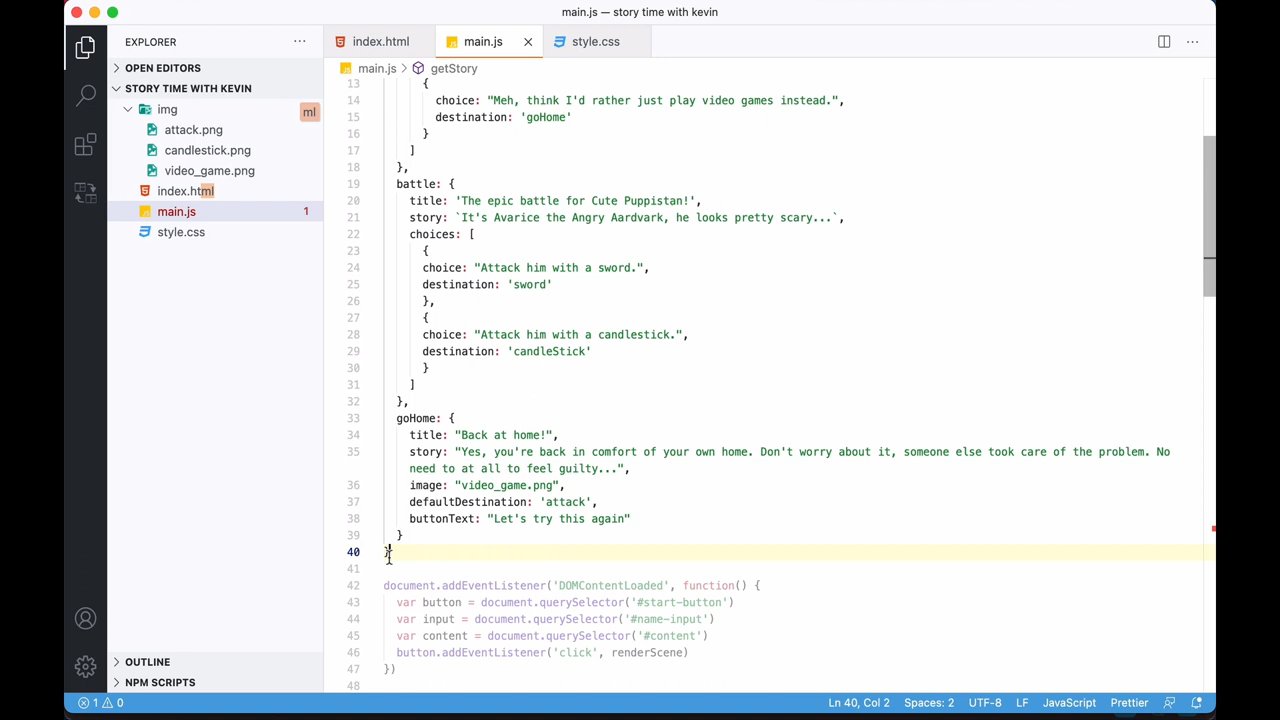 main.js — story time with kevin
EXPLORER
index.html
main.js
style.css
OPEN EDITORS
main.js
getStory
STORY TIME WITH KEVIN
img
ml
attack.png
candlestick.png
video_game.png
index.html
main.js 1
style.css
13 {
14 choice: "Meh, think I'd rather just play video games instead.",
15 destination: 'goHome'
16 }
17 ]
18 },
19 battle: {
20 title: 'The epic battle for Cute Puppistan!',
21 story: `It's Avarice the Angry Aardvark, he looks pretty scary...`,
22 choices: [
23 {
24 choice: "Attack him with a sword.",
25 destination: 'sword'
26 },
27 {
28 choice: "Attack him with a candlestick.",
29 destination: 'candleStick'
30 }
31 ]
32 },
33 goHome: {
34 title: "Back at home!",
35 story: "Yes, you're back in comfort of your own home. Don't worry about it, someone else took care of the problem. No
need to at all to feel guilty...",
36 image: "video_game.png",
37 defaultDestination: 'attack',
38 buttonText: "Let's try this again"
39 }
40 }
41
42 document.addEventListener('DOMContentLoaded', function() {
43 var button = document.querySelector('#start-button')
44 var input = document.querySelector('#name-input')
45 var content = document.querySelector('#content')
46 button.addEventListener('click', renderScene)
47 })
48
OUTLINE
NPM SCRIPTS
1 0
Ln 40, Col 2
Spaces: 2
UTF-8
LF
JavaScript
Prettier